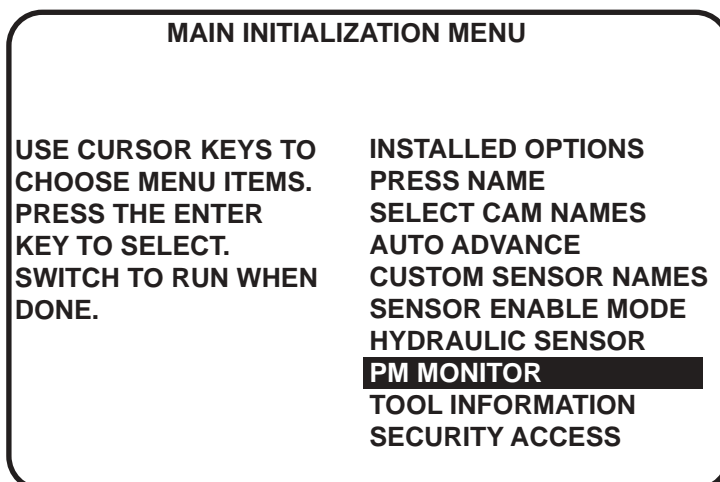 MAIN INITIALIZATION MENU
USE CURSOR KEYS TO
CHOOSE MENU ITEMS.
PRESS THE ENTER
KEY TO SELECT.
SWITCH TO RUN WHEN
DONE.
INSTALLED OPTIONS
PRESS NAME
SELECT CAM NAMES
AUTO ADVANCE
CUSTOM SENSOR NAMES
SENSOR ENABLE MODE
HYDRAULIC SENSOR
PM MONITOR
TOOL INFORMATION
SECURITY ACCESS